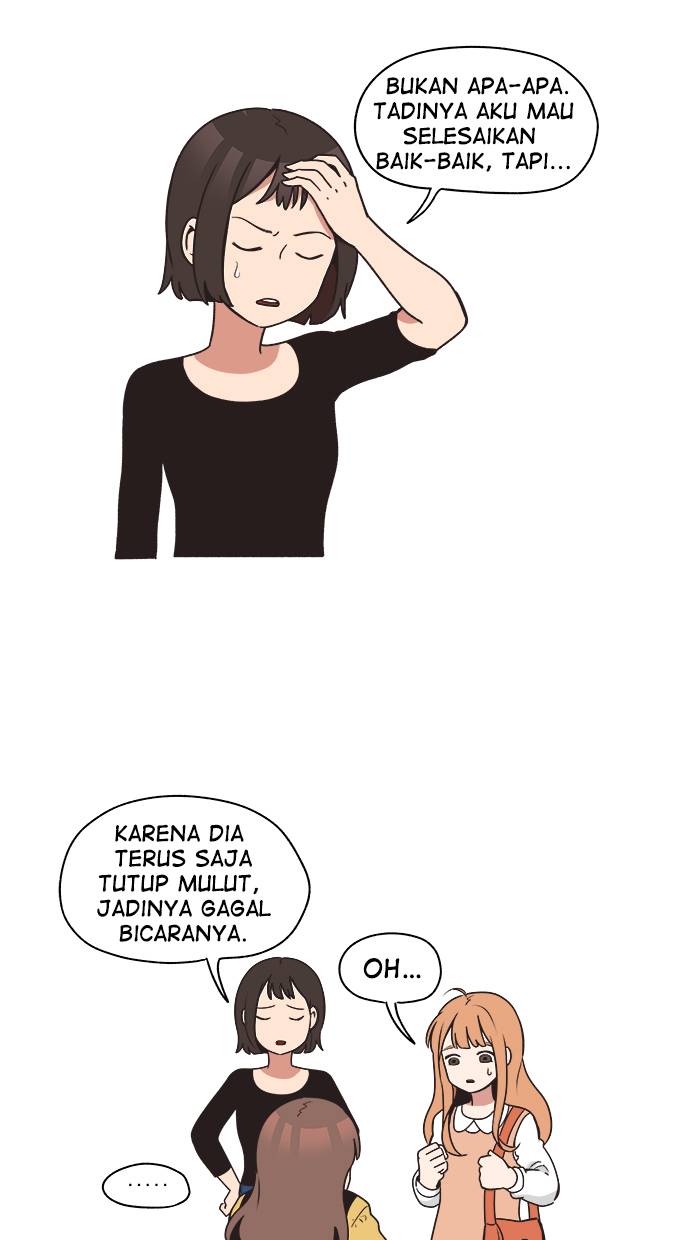 BUKAN APA-APA.
TADINYA AKU MAU
SELESAIKAN
BAIK-BAIK, TAPI...
KARENA DIA
TERUS SAJA
TUTUP MULUT,
JADINYA GAGAL
BICARANYA.
OH...
.....